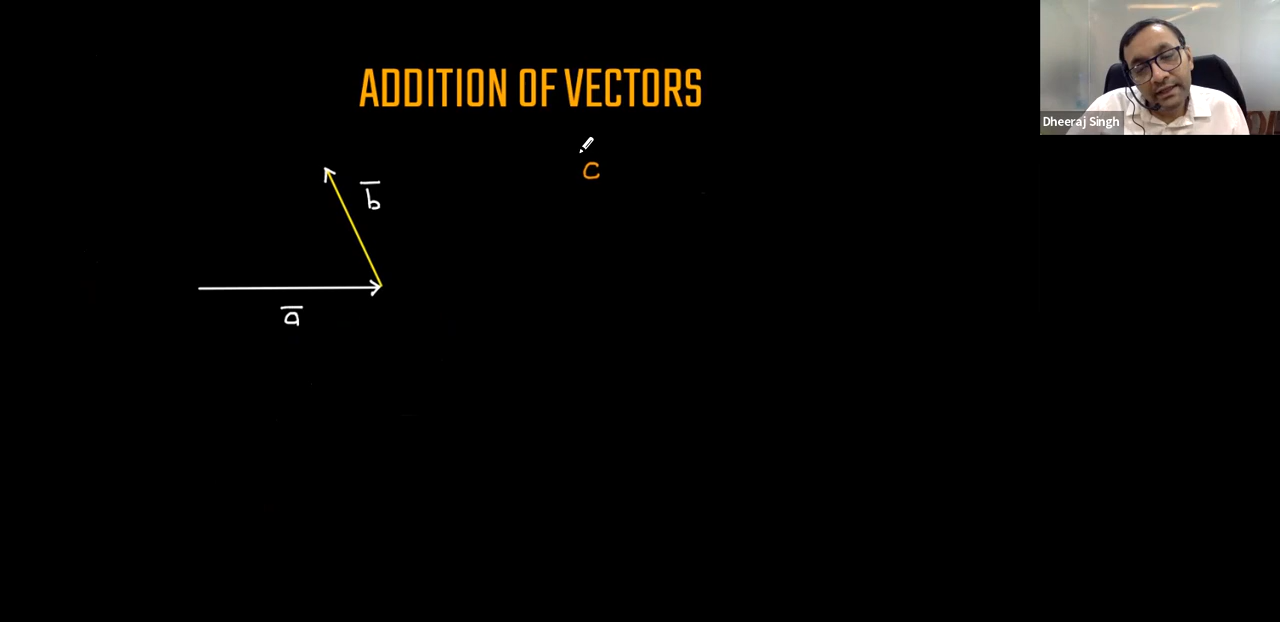 ADDITION OF VECTORS
Dheeraj Singh
c
b̅
a̅